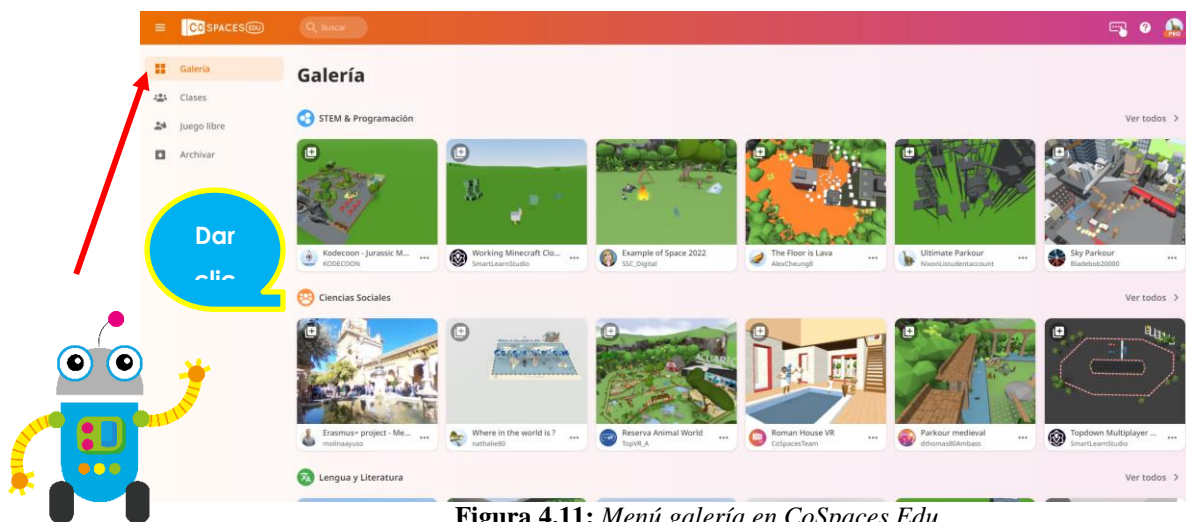 COSPACES EDU
Buscar
PRO
Galería
Clases
Juego libre
Archivar
Galería
STEM & Programación
Ver todos >
Kodecoon - Jurassic M... ...
KODECOON
Working Minecraft Clo... ...
SmartLearnStudio
Example of Space 2022 ...
SSC_Digital
The Floor is Lava ...
AlexCheung8
Ultimate Parkour ...
NixonListudentaccount
Sky Parkour ...
Bladebob20000
Dar
clic
Ciencias Sociales
Ver todos >
Erasmus+ project - Me... ...
molinaayuso
Where in the world is ? ...
nathalie80
Reserva Animal World ...
TopVR_A
Roman House VR ...
CoSpacesTeam
Parkour medieval ...
dthomas80Ambass
Topdown Multiplayer ... ...
SmartLearnStudio
Lengua y Literatura
Ver todos >
Figura 4.11: Menú galería en CoSpaces Edu